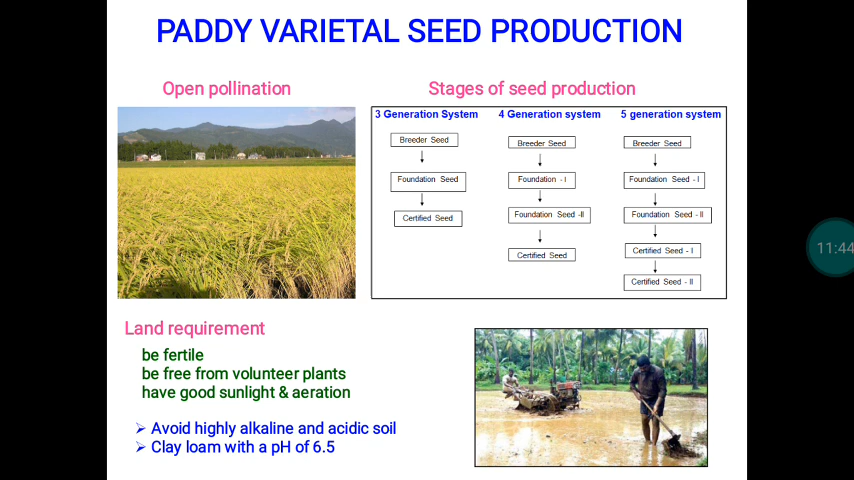 PADDY VARIETAL SEED PRODUCTION
Open pollination
Stages of seed production
3 Generation System
4 Generation system
5 generation system
Breeder Seed
Foundation Seed
Certified Seed
Breeder Seed
Foundation - I
Foundation Seed -II
Certified Seed
Breeder Seed
Foundation Seed - I
Foundation Seed - II
Certified Seed - I
Certified Seed - II
Land requirement
be fertile
be free from volunteer plants
have good sunlight & aeration
➢ Avoid highly alkaline and acidic soil
➢ Clay loam with a pH of 6.5
11:44